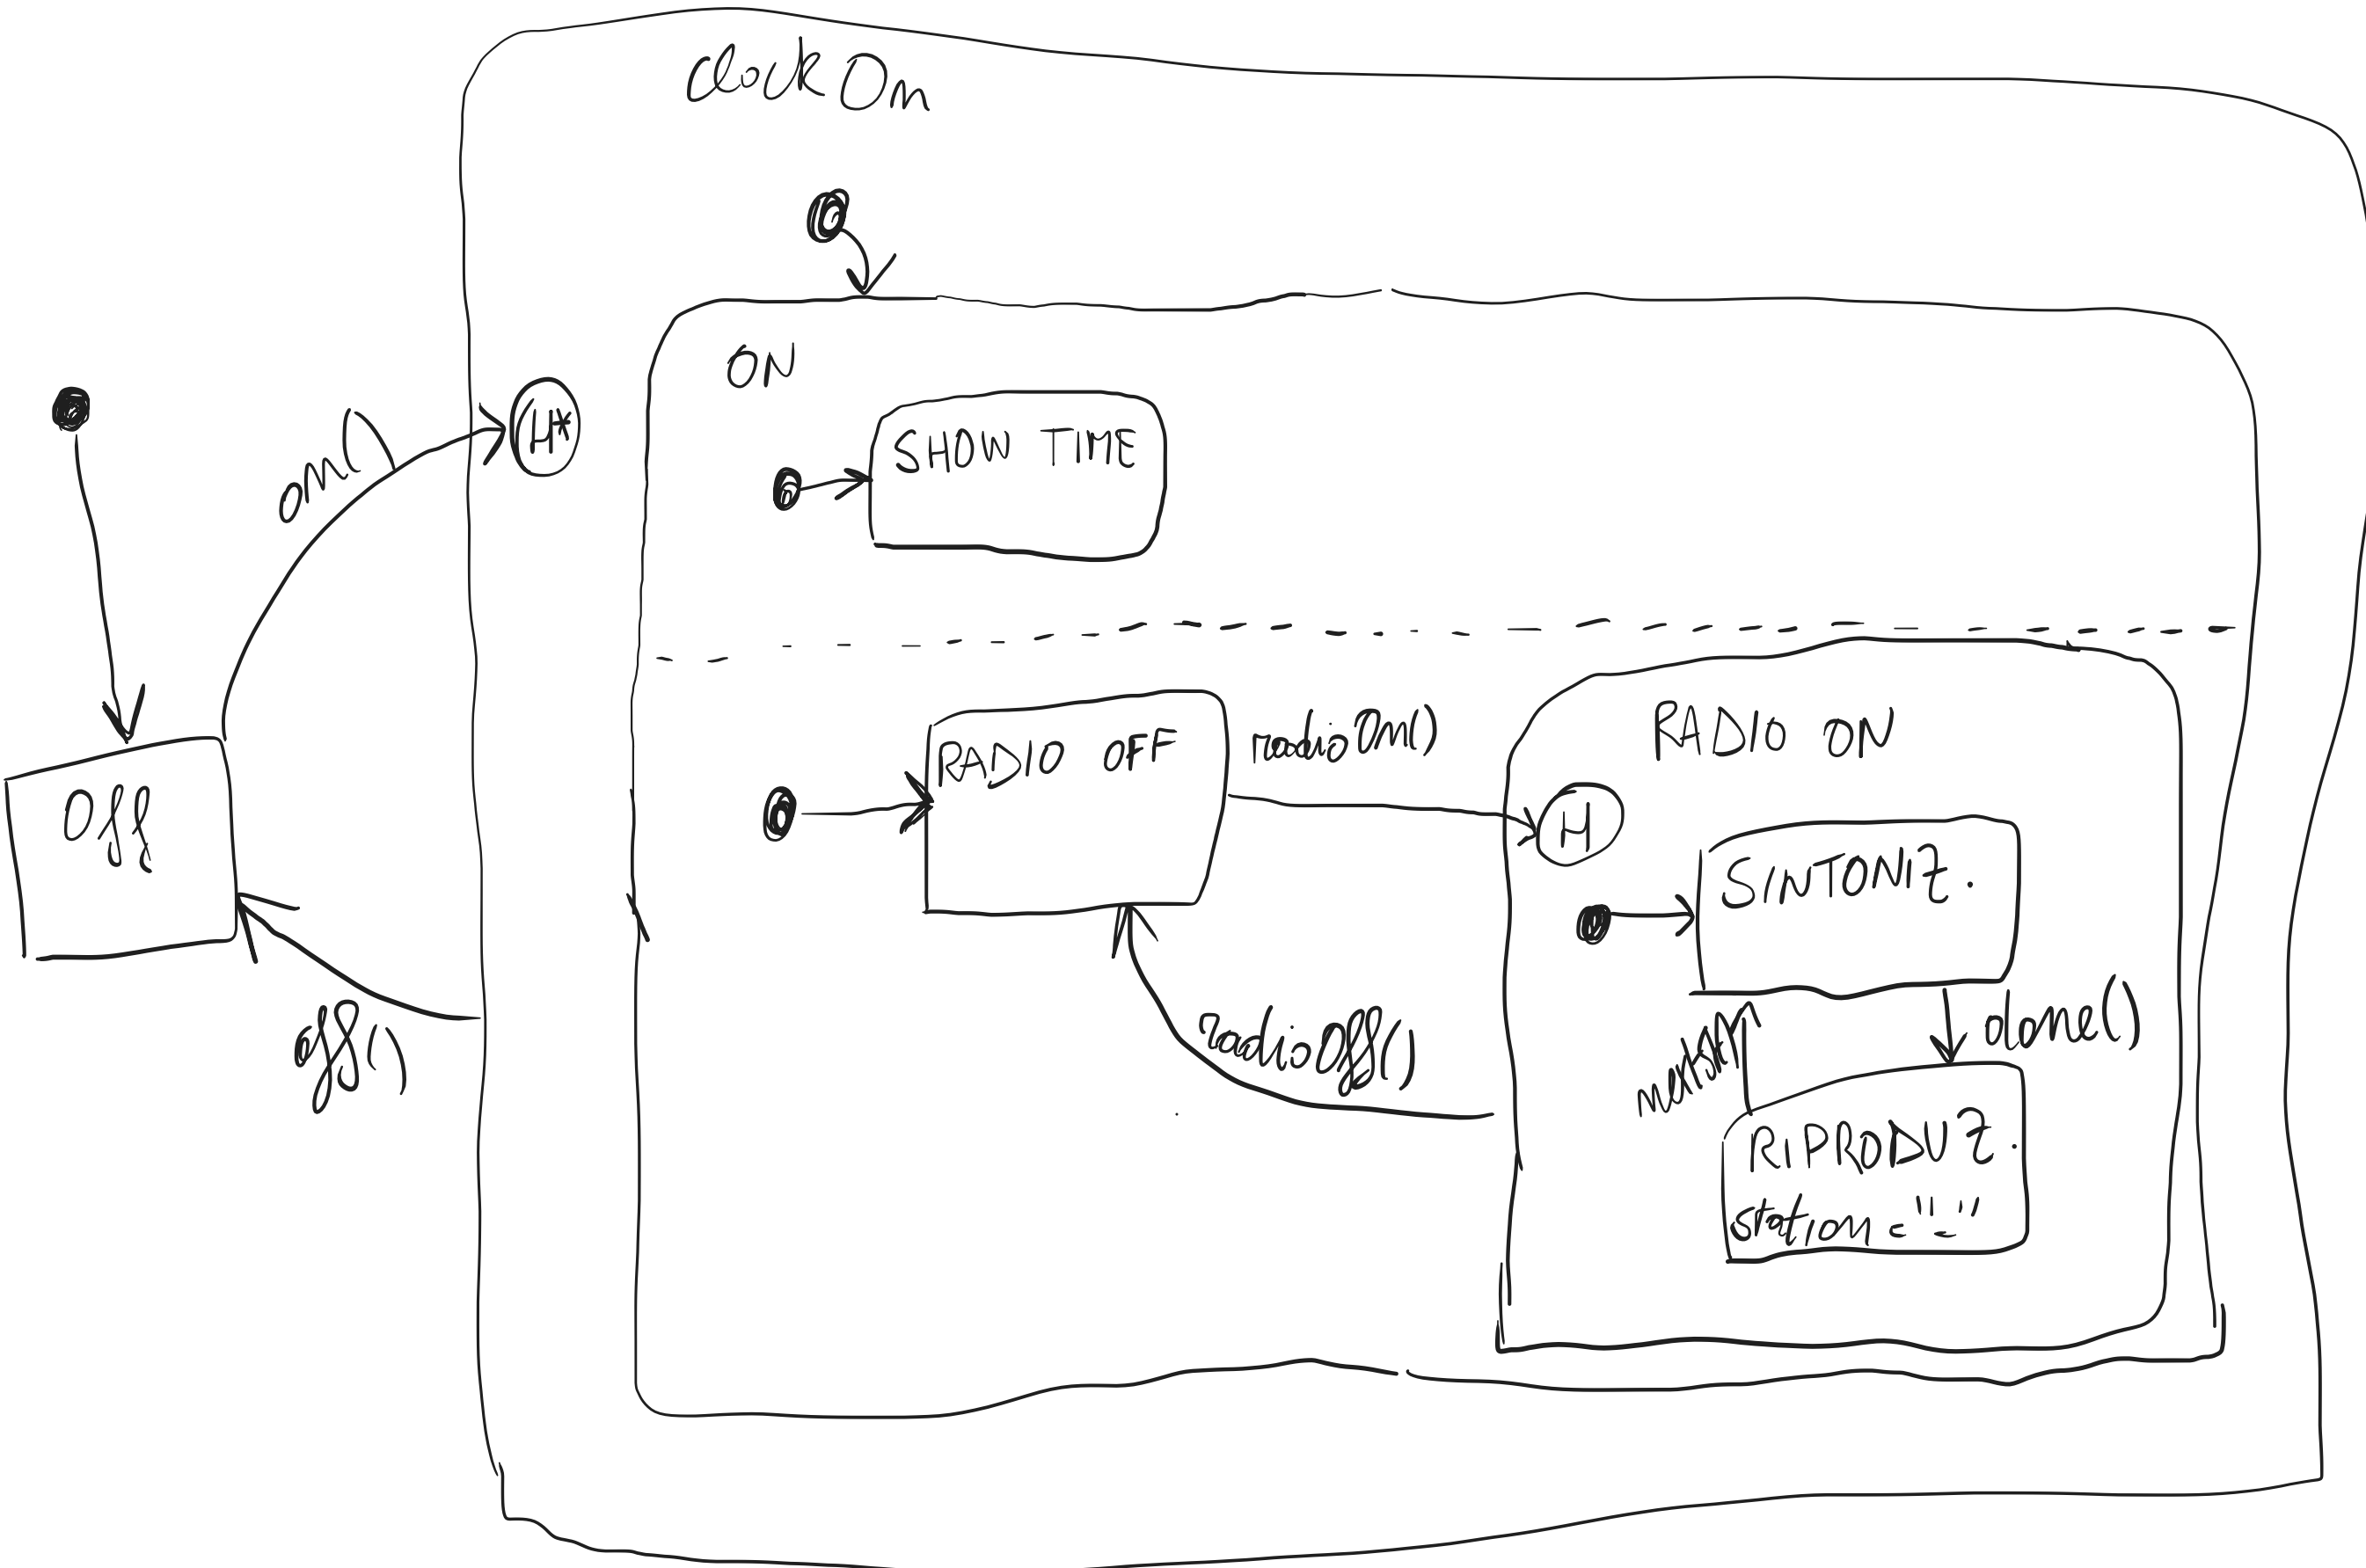 Clock On
ON
on()
H*
SHOW TIME
RADIO OFF
radioOn()
RADIO ON
Off
H
SINTONIZ.
off()
radioOff()
done()
RIPRODUZ.
station = "_"